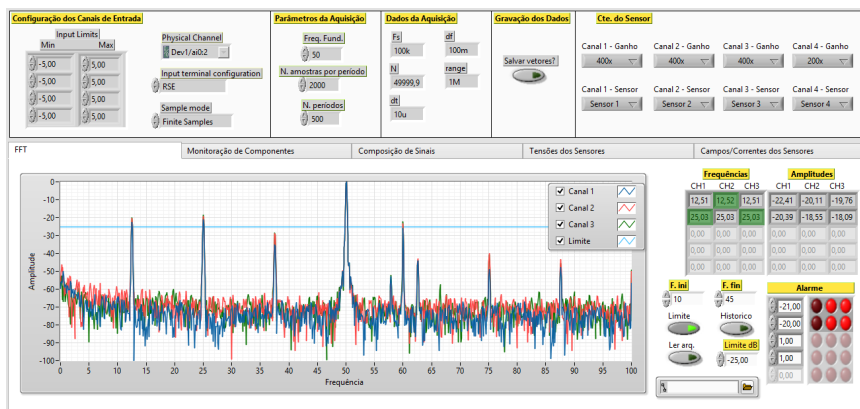 Configuração dos Canais de Entrada
Input Limits
Min Max
-5,00 5,00
-5,00 5,00
-5,00 5,00
-5,00 5,00
Physical Channel
Dev1/ai0:2
Input terminal configuration
RSE
Sample mode
Finite Samples
Parâmetros da Aquisição
Freq. Fund.
50
N. amostras por período
2000
N. períodos
500
Dados da Aquisição
Fs df
100k 100m
N range
49999,9 1M
dt
10u
Gravação dos Dados
Salvar vetores?
Cte. do Sensor
Canal 1 - Ganho Canal 2 - Ganho Canal 3 - Ganho Canal 4 - Ganho
400x 400x 400x 200x
Canal 1 - Sensor Canal 2 - Sensor Canal 3 - Sensor Canal 4 - Sensor
Sensor 1 Sensor 2 Sensor 3 Sensor 4
FFT Monitoração de Componentes Composição de Sinais Tensões dos Sensores Campos/Correntes dos Sensores
Amplitude
0
-10
-20
-30
-40
-50
-60
-70
-80
-90
-100
0 5 10 15 20 25 30 35 40 45 50 55 60 65 70 75 80 85 90 95 100
Frequência
Canal 1
Canal 2
Canal 3
Limite
Frequências Amplitudes
CH1 CH2 CH3 CH1 CH2 CH3
12,51 12,52 12,51 -22,41 -20,11 -19,76
25,03 25,03 25,03 -20,39 -18,55 -18,09
0,00 0,00 0,00 0,00 0,00 0,00
0,00 0,00 0,00 0,00 0,00 0,00
0,00 0,00 0,00 0,00 0,00 0,00
F. ini F. fin
10 45
Limite Historico
Ler arq. Limite dB
-25,00
Alarme
-21,00
-20,00
1,00
1,00
0,00